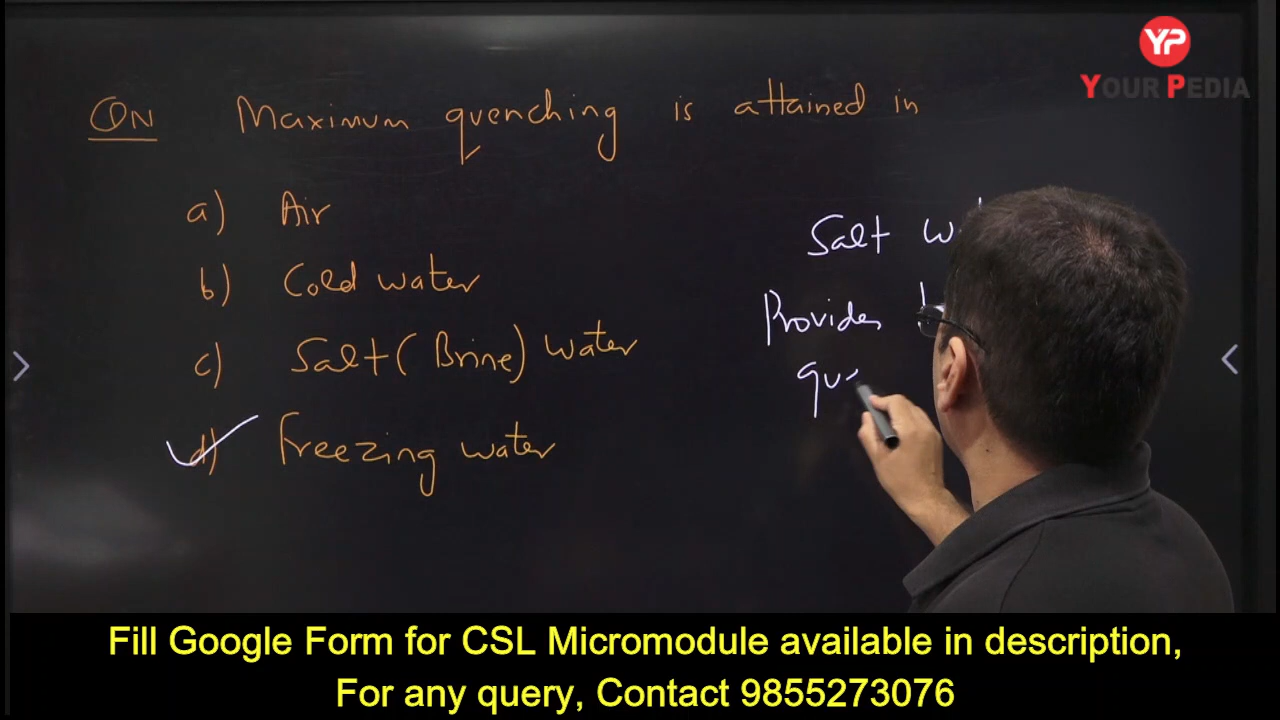 YP
YOUR PEDIA
QN Maximum quenching is attained in
a) Air
b) Cold water
c) Salt (Brine) water
d) Freezing water
Salt
Provides
Fill Google Form for CSL Micromodule available in description,
For any query, Contact 9855273076